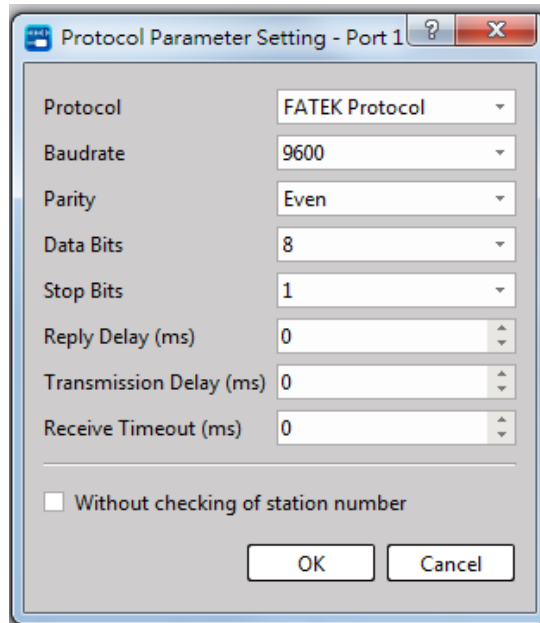 Protocol Parameter Setting - Port 1
Protocol FATEK Protocol
Baudrate 9600
Parity Even
Data Bits 8
Stop Bits 1
Reply Delay (ms) 0
Transmission Delay (ms) 0
Receive Timeout (ms) 0
Without checking of station number
OK Cancel